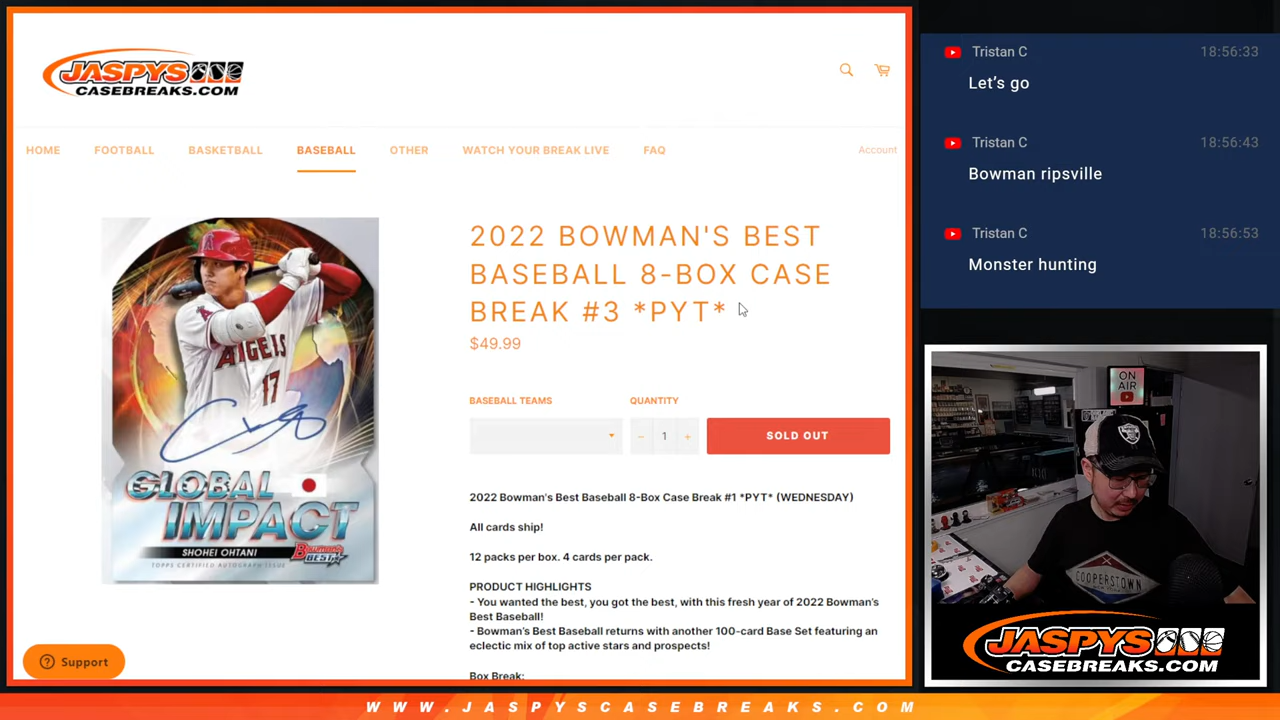 JASPYS
CASEBREAKS.COM
HOME
FOOTBALL
BASKETBALL
BASEBALL
OTHER
WATCH YOUR BREAK LIVE
FAQ
Account
ANGELS
17
GLOBAL
IMPACT
SHOHEI OHTANI
BOWMAN'S
BEST
TOPPS CERTIFIED AUTOGRAPH ISSUE
2022 BOWMAN'S BEST
BASEBALL 8-BOX CASE
BREAK #3 *PYT*
$49.99
BASEBALL TEAMS
QUANTITY
− 1 +
SOLD OUT
2022 Bowman's Best Baseball 8-Box Case Break #1 *PYT* (WEDNESDAY)
All cards ship!
12 packs per box. 4 cards per pack.
PRODUCT HIGHLIGHTS
- You wanted the best, you got the best, with this fresh year of 2022 Bowman's
Best Baseball!
- Bowman's Best Baseball returns with another 100-card Base Set featuring an
eclectic mix of top active stars and prospects!
Box Break:
Support
Tristan C 18:56:33
Let's go
Tristan C 18:56:43
Bowman ripsville
Tristan C 18:56:53
Monster hunting
ON
AIR
COOPERSTOWN
JASPYS
CASEBREAKS.COM
WWW.JASPYSCASEBREAKS.COM